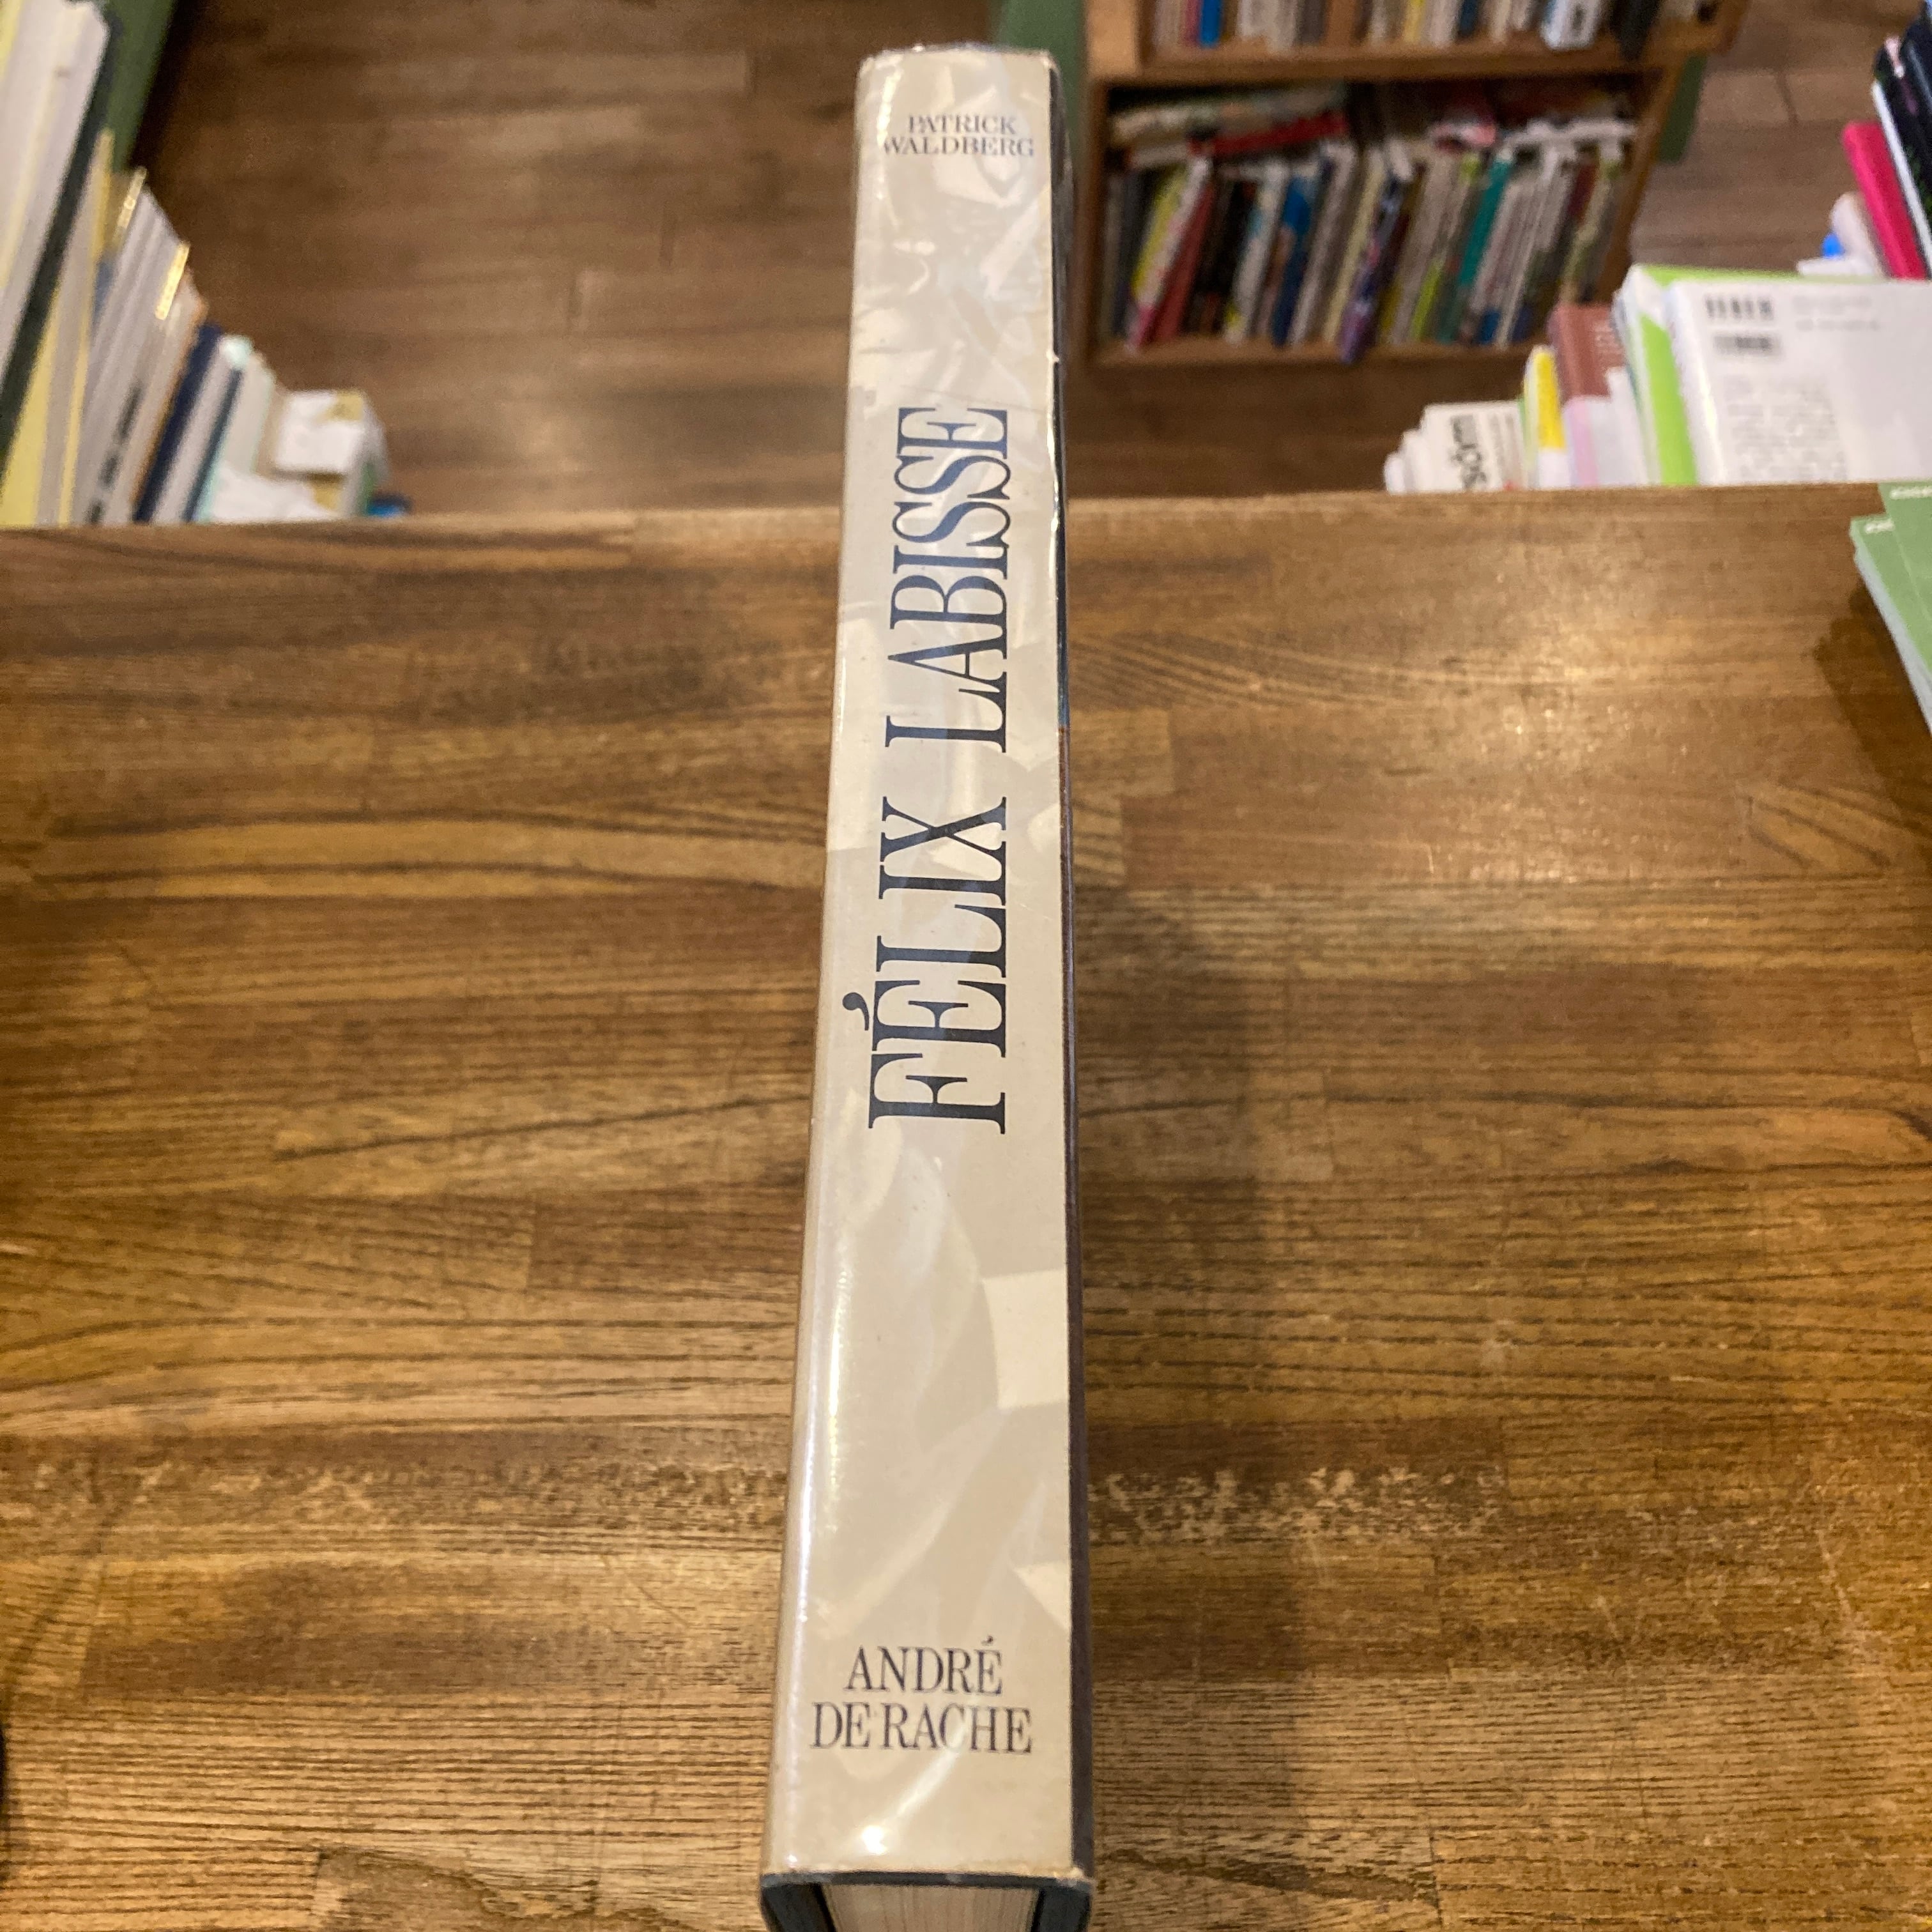 PATRICK
WALDBERG
FÉLIX LABISSE
ANDRÉ
DE RACHE